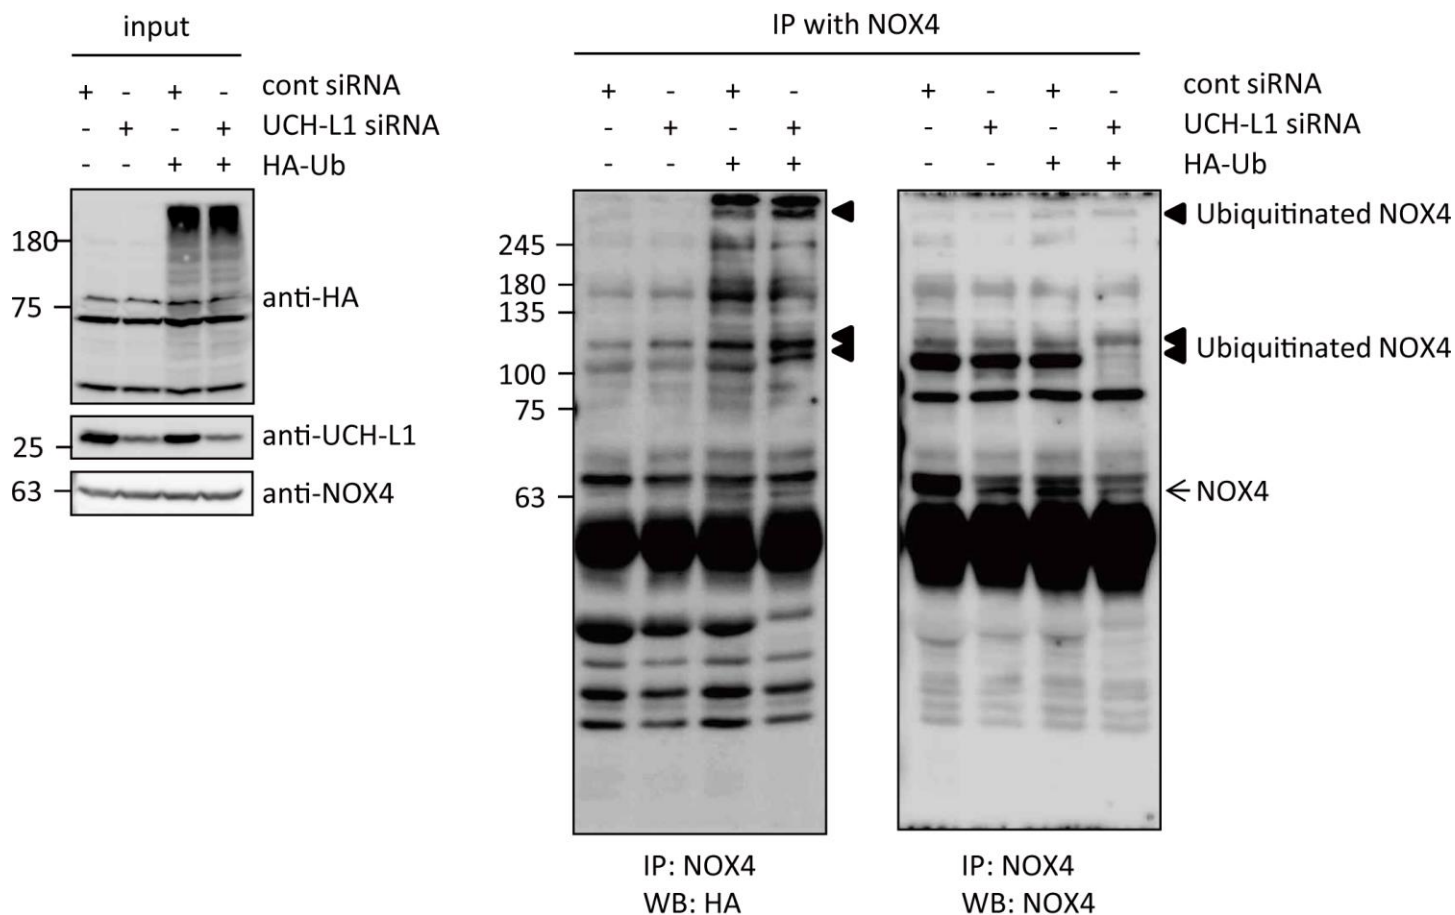 input
IP with NOX4
+ - + - cont siRNA
- + - + UCH-L1 siRNA
- - + + HA-Ub
+ - + -
- + - +
- - + +
+ - + - cont siRNA
- + - + UCH-L1 siRNA
- - + + HA-Ub
180
75
anti-HA
25
anti-UCH-L1
63
anti-NOX4
245
180
135
100
75
63
Ubiquitinated NOX4
Ubiquitinated NOX4
NOX4
IP: NOX4
WB: HA
IP: NOX4
WB: NOX4